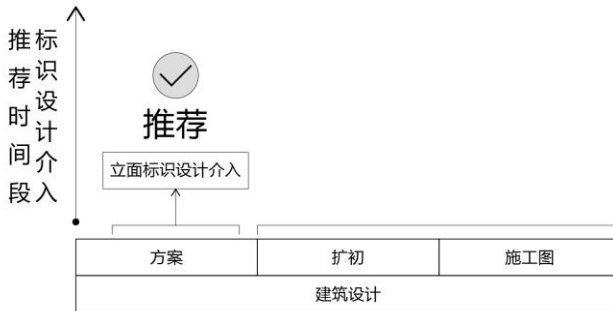 标识设计介入
推荐时间段
推荐
立面标识设计介入
方案
扩初
施工图
建筑设计